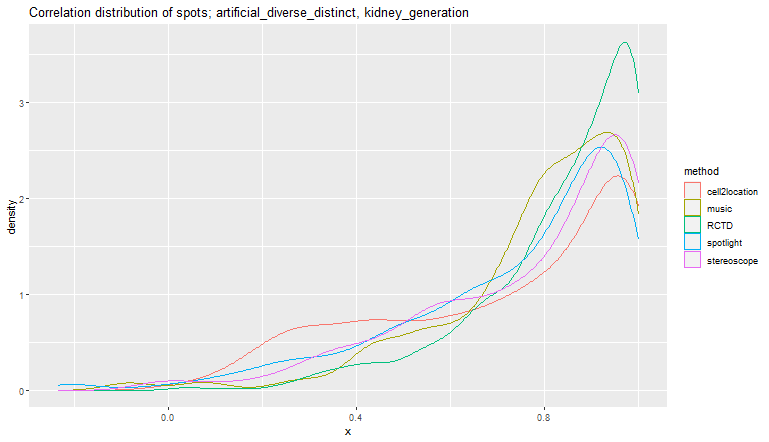 Correlation distribution of spots; artificial_diverse_distinct, kidney_generation
3
2
1
0
density
0.0
0.4
0.8
x
method
cell2location
music
RCTD
spotlight
stereoscope